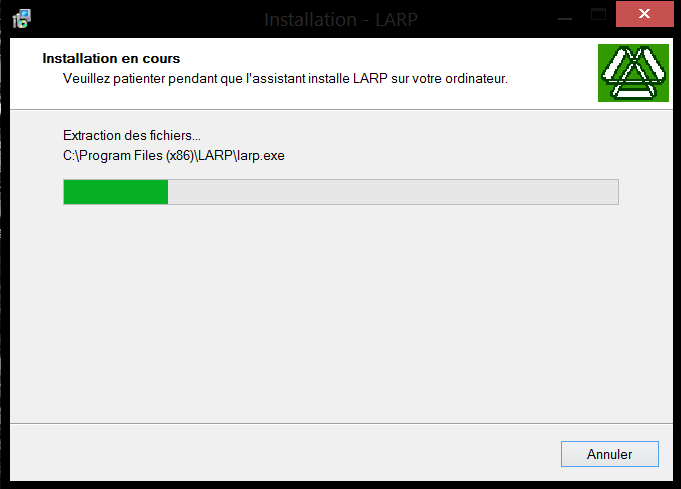 Installation - LARP
Installation en cours
Veuillez patienter pendant que l'assistant installe LARP sur votre ordinateur.
Extraction des fichiers...
C:\Program Files (x86)\LARP\larp.exe
Annuler